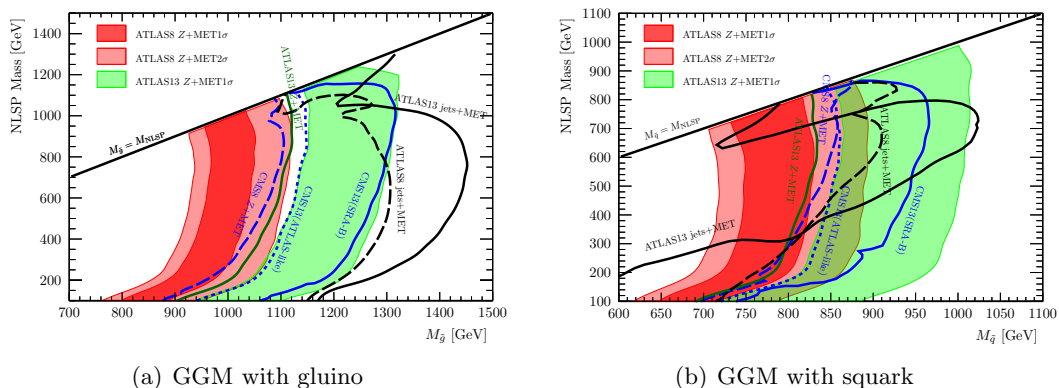 NLSP Mass [GeV]
1400
1200
1000
800
600
400
200
700 800 900 1000 1100 1200 1300 1400 1500
M_g̃ [GeV]
ATLAS8 Z+MET1σ
ATLAS8 Z+MET2σ
ATLAS13 Z+MET1σ
M_g̃ = M_NLSP
ATLAS13 Z+MET
ATLAS13 jets+MET
ATLAS8 jets+MET
CMS8 Z+MET
CMS13(ATLAS-like)
CMS13(SRA-B)
(a) GGM with gluino
NLSP Mass [GeV]
1100
1000
900
800
700
600
500
400
300
200
100
600 650 700 750 800 850 900 950 1000 1050 1100
M_q̃ [GeV]
ATLAS8 Z+MET1σ
ATLAS8 Z+MET2σ
ATLAS13 Z+MET1σ
M_q̃ = M_NLSP
CMS8 Z+MET
ATLAS13 Z+MET
ATLAS8 jets+MET
ATLAS13 jets+MET
CMS13(ATLAS-like)
CMS13(SRA-B)
(b) GGM with squark